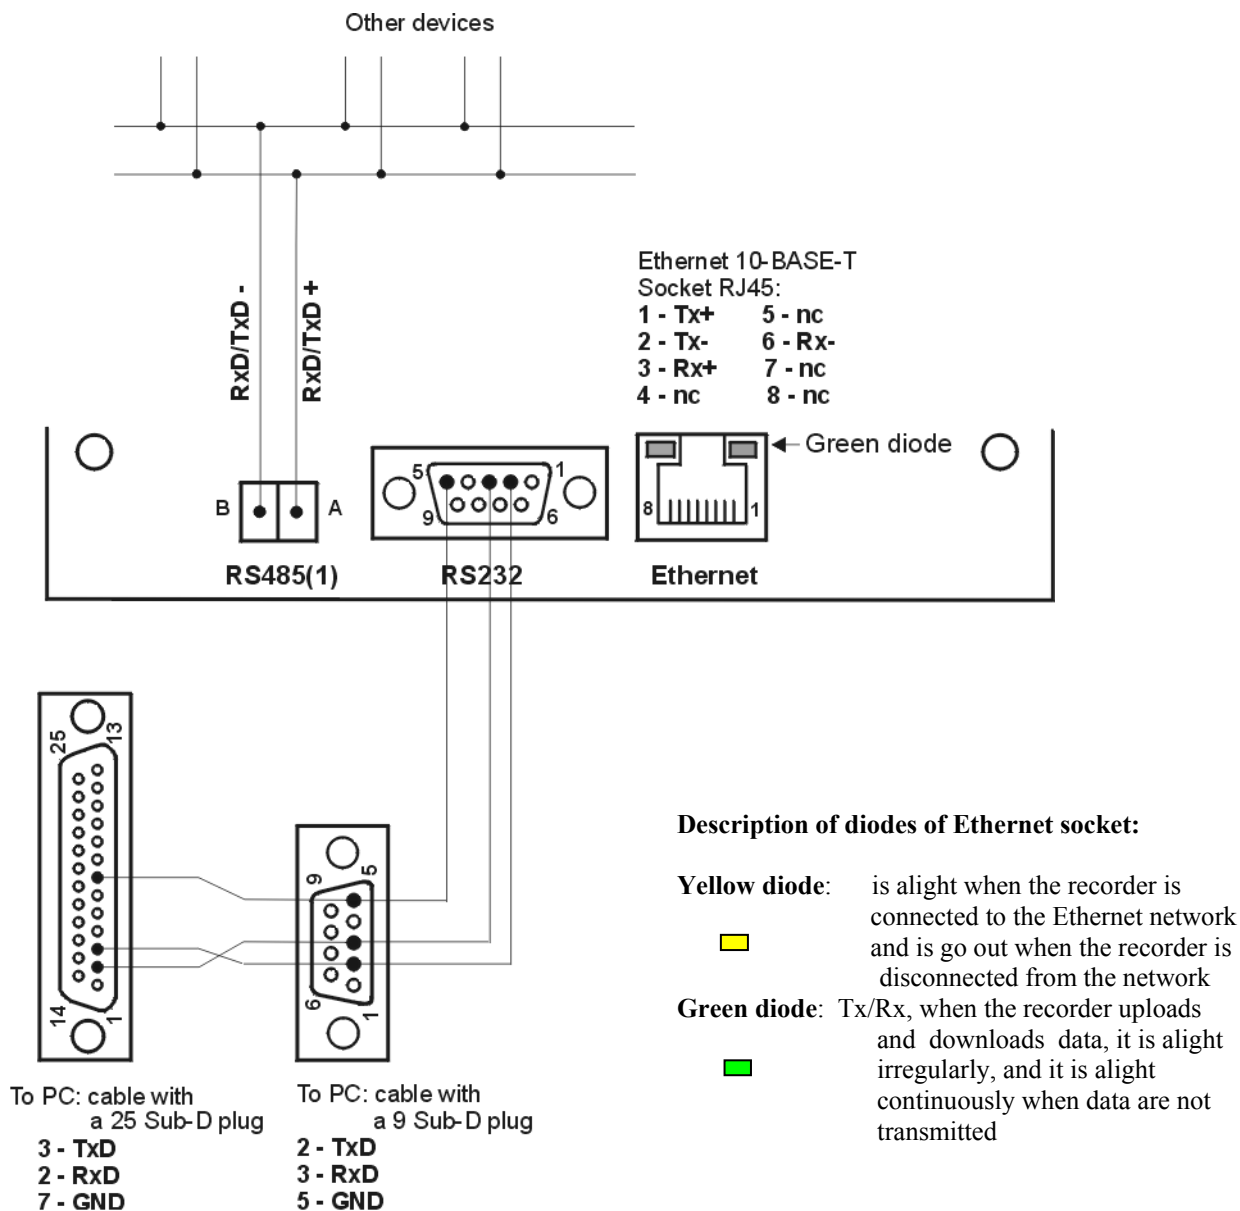 Other devices
RxD/TxD -
RxD/TxD +
Ethernet 10-BASE-T
Socket RJ45:
1 - Tx+ 5 - nc
2 - Tx- 6 - Rx-
3 - Rx+ 7 - nc
4 - nc 8 - nc
Green diode
B A
5 1
9 6
8 1
RS485(1) RS232 Ethernet
25 13
14 1
9 5
6 1
Description of diodes of Ethernet socket:
Yellow diode: is alight when the recorder is
connected to the Ethernet network
and is go out when the recorder is
disconnected from the network
Green diode: Tx/Rx, when the recorder uploads
and downloads data, it is alight
irregularly, and it is alight
continuously when data are not
transmitted
To PC: cable with
a 25 Sub-D plug
3 - TxD
2 - RxD
7 - GND
To PC: cable with
a 9 Sub-D plug
2 - TxD
3 - RxD
5 - GND